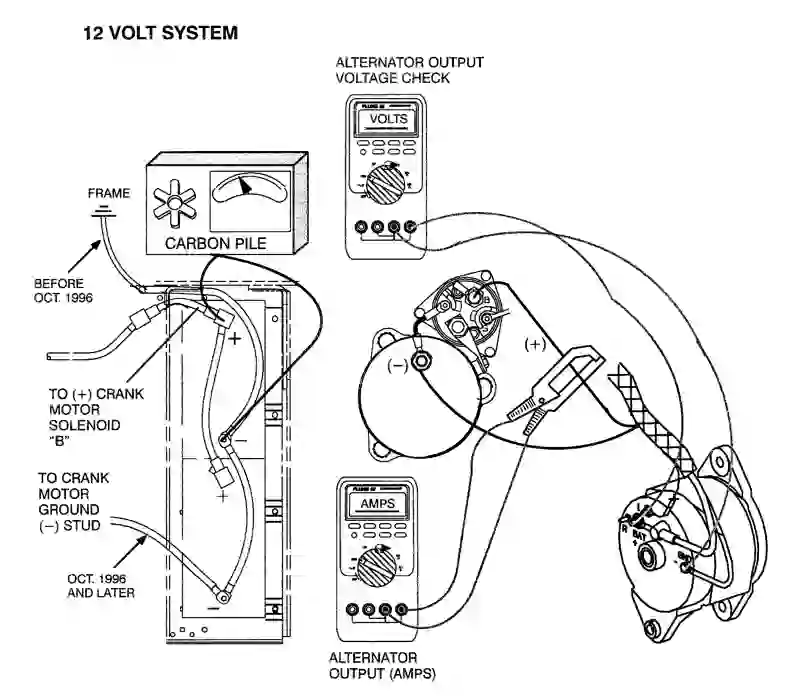 12 VOLT SYSTEM
ALTERNATOR OUTPUT
VOLTAGE CHECK
VOLTS
FRAME
CARBON PILE
BEFORE
OCT. 1996
+
TO (+) CRANK
MOTOR
SOLENOID
"B"
−
+
TO CRANK
MOTOR
GROUND
(−) STUD
OCT. 1996
AND LATER
−
B
S
(−)
(+)
AMPS
ALTERNATOR
OUTPUT (AMPS)
I
+
R
BAT
+
BAT
-